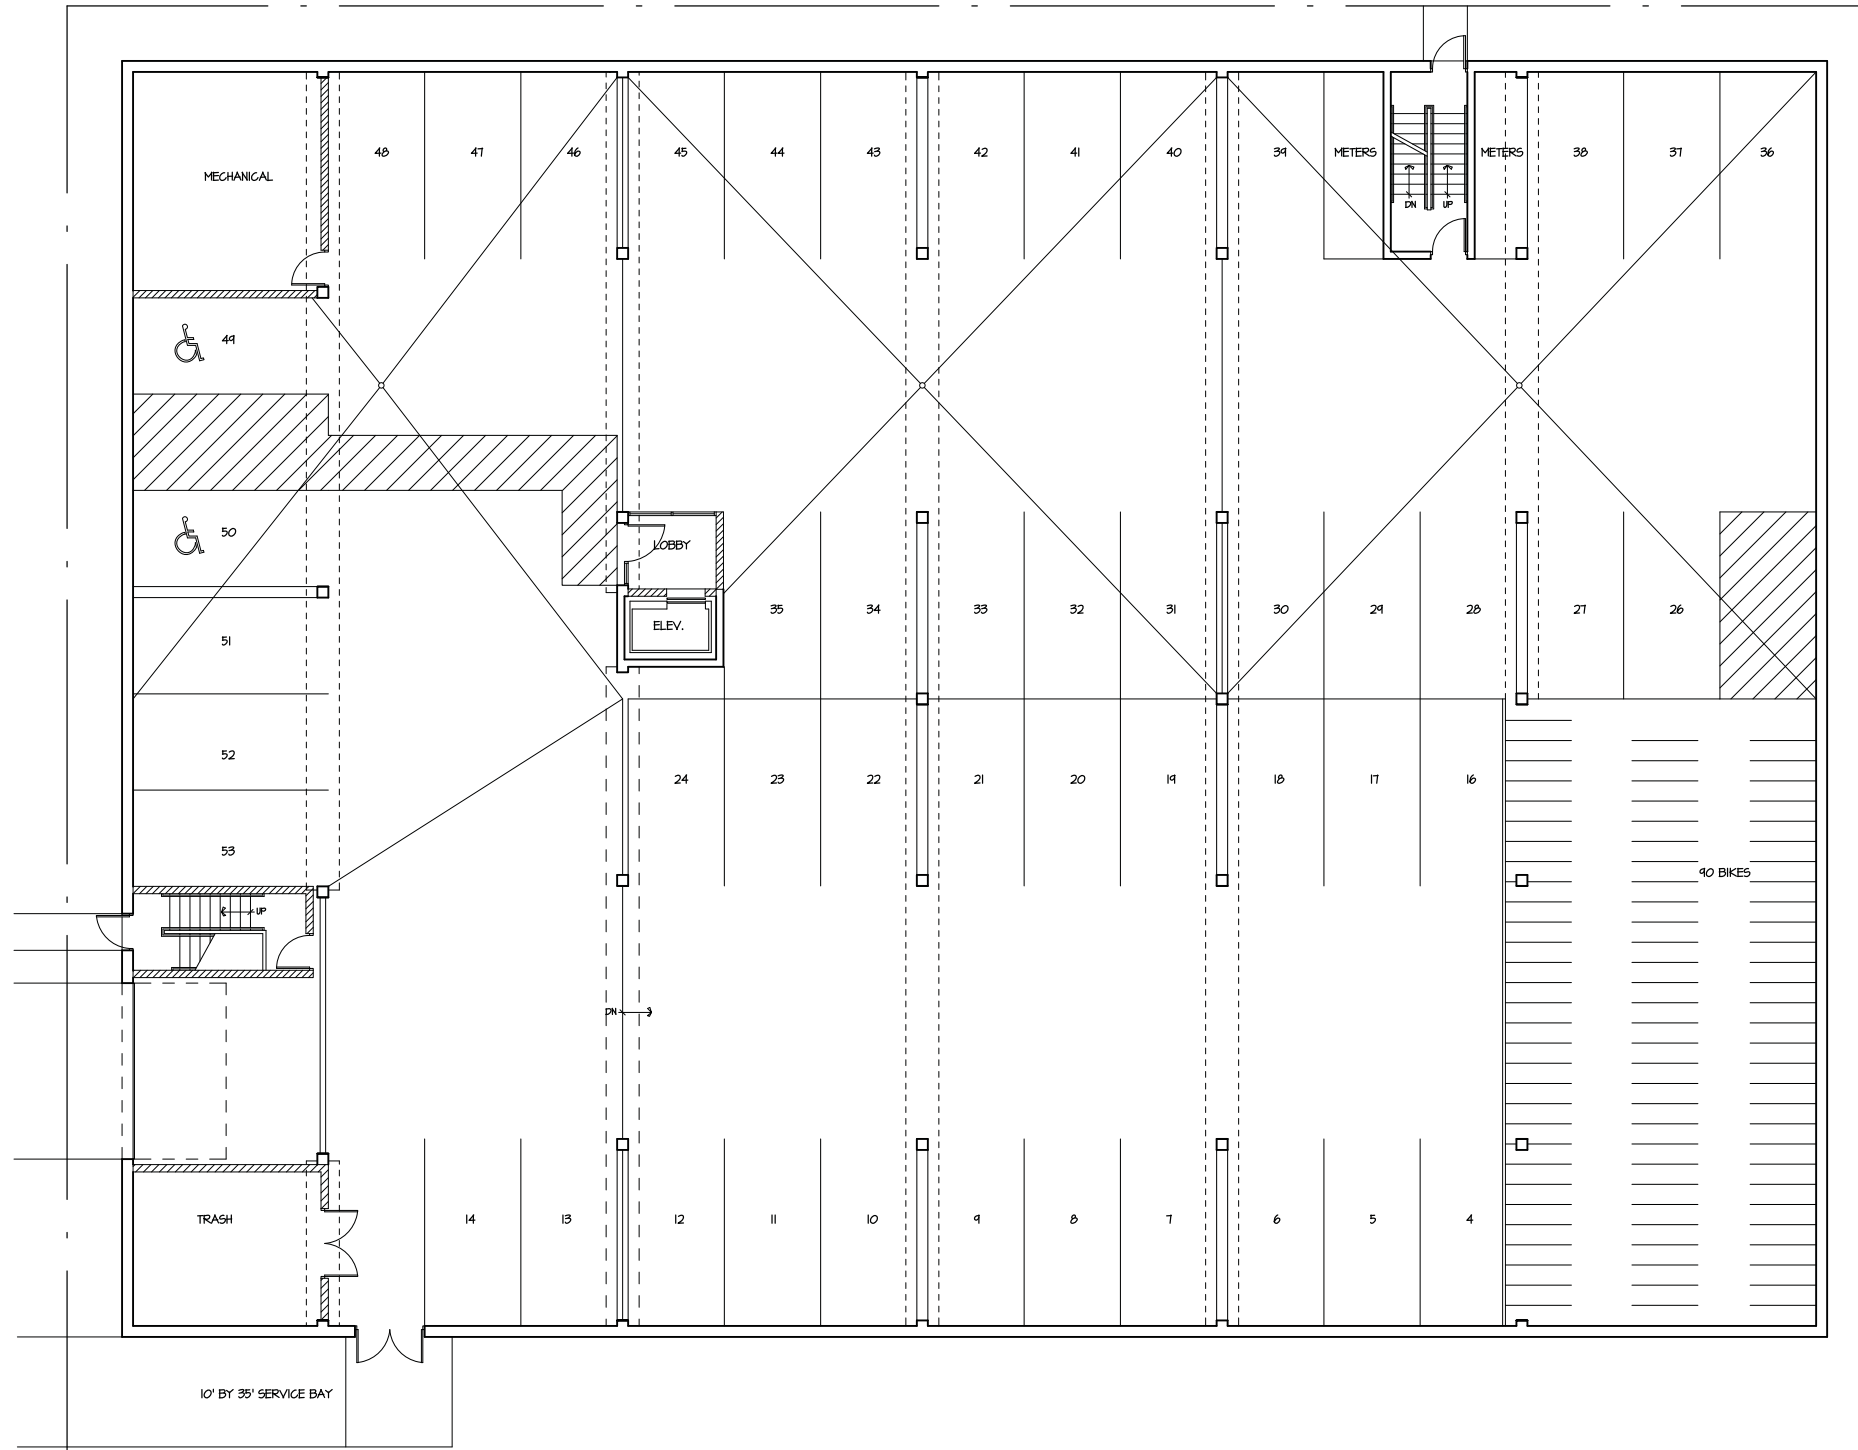 48 47 46 45 44 43 42 41 40 39 METERS METERS 38 37 36
MECHANICAL
DN UP
49
50
LOBBY
35 34 33 32 31 30 29 28 27 26
ELEV.
51
52
24 23 22 21 20 19 18 17 16
53
90 BIKES
UP
DN
TRASH
14 13 12 11 10 9 8 7 6 5 4
10' BY 35' SERVICE BAY